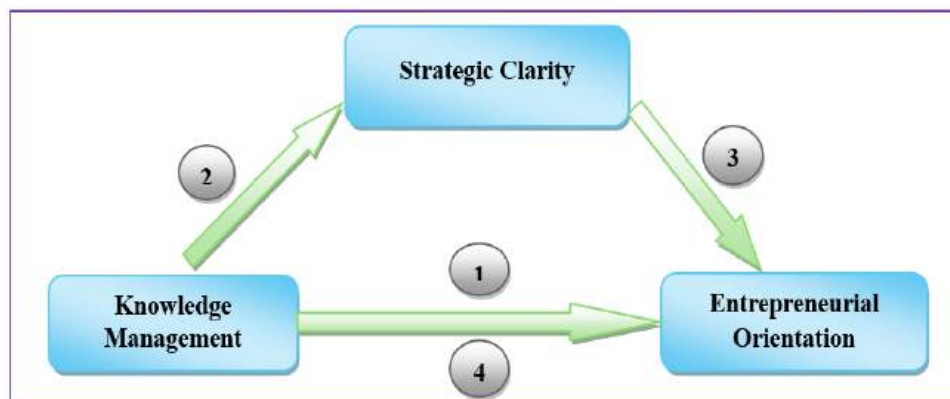 Strategic Clarity
2
3
1
Knowledge
Management
Entrepreneurial
Orientation
4